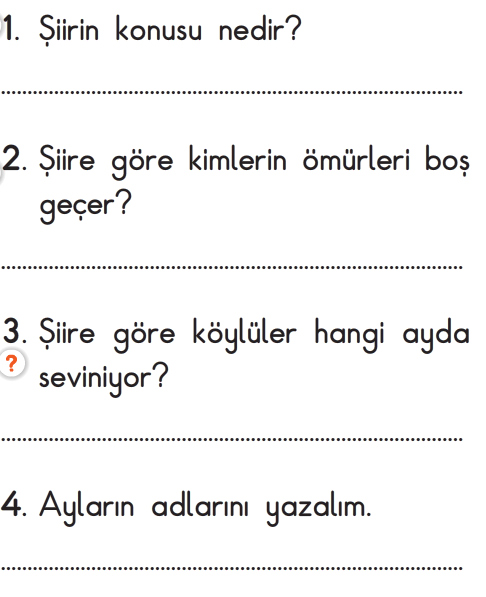 1. Şiirin konusu nedir?
..........................................................................................
2. Şiire göre kimlerin ömürleri boş
geçer?
..........................................................................................
3. Şiire göre köylüler hangi ayda
?
seviniyor?
..........................................................................................
4. Ayların adlarını yazalım.
..........................................................................................